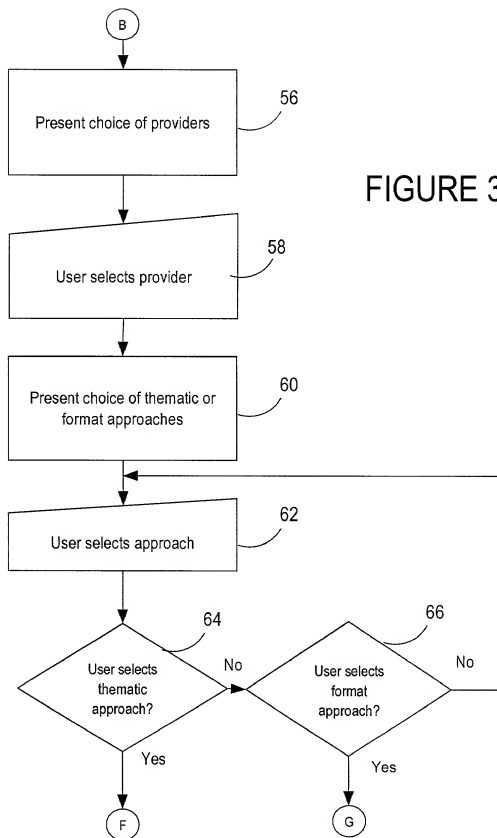 B
Present choice of providers
56
FIGURE 3
User selects provider
58
Present choice of thematic or
format approaches
60
User selects approach
62
64
User selects
thematic
approach?
No
Yes
66
User selects
format
approach?
No
Yes
F
G